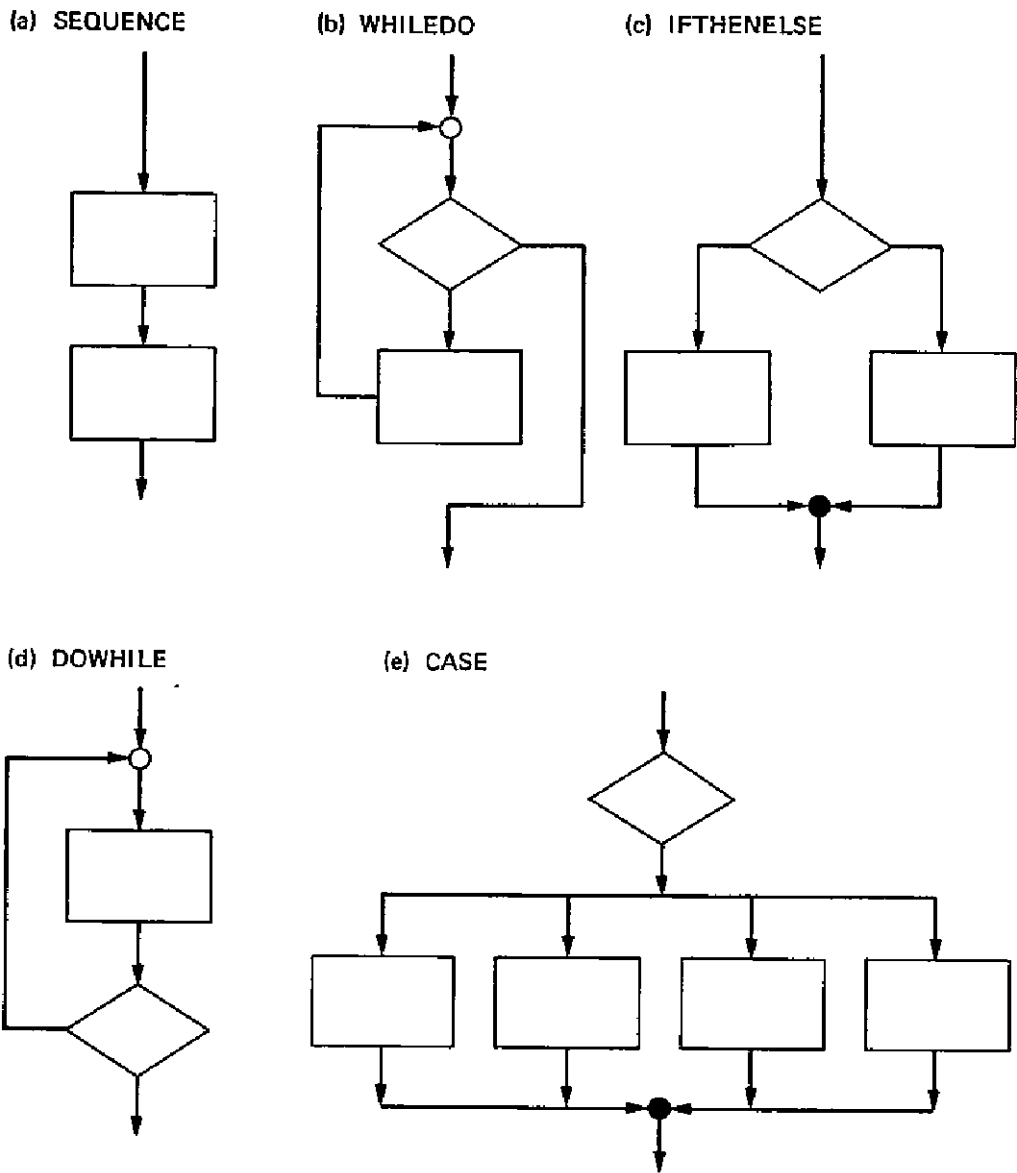 (a) SEQUENCE
(b) WHILEDO
(c) IFTHENELSE
(d) DOWHILE
(e) CASE